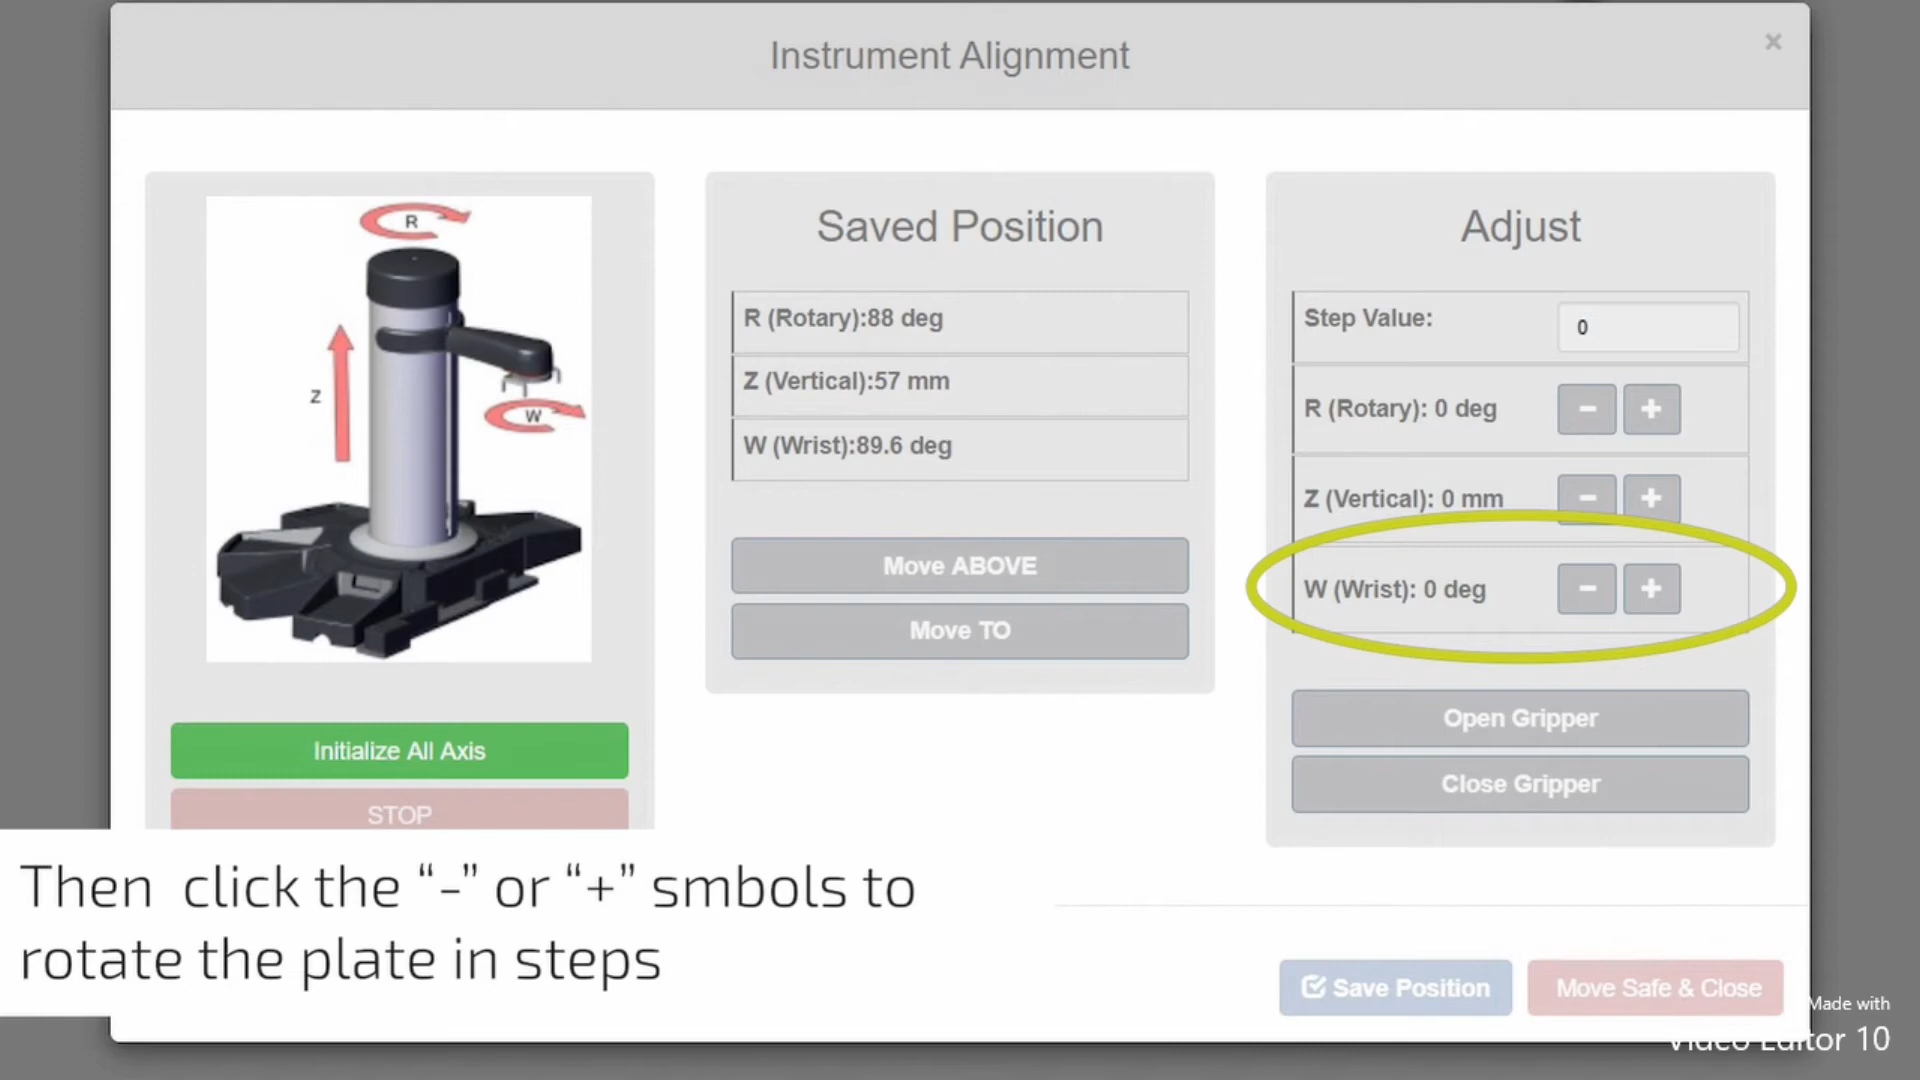 Instrument Alignment
×
R
Z
W
Initialize All Axis
STOP
Saved Position
R (Rotary):88 deg
Z (Vertical):57 mm
W (Wrist):89.6 deg
Move ABOVE
Move TO
Adjust
Step Value: 0
R (Rotary): 0 deg - +
Z (Vertical): 0 mm - +
W (Wrist): 0 deg - +
Open Gripper
Close Gripper
Then click the “-” or “+” smbols to
rotate the plate in steps
Save Position
Move Safe & Close
Made with
Video Editor 10